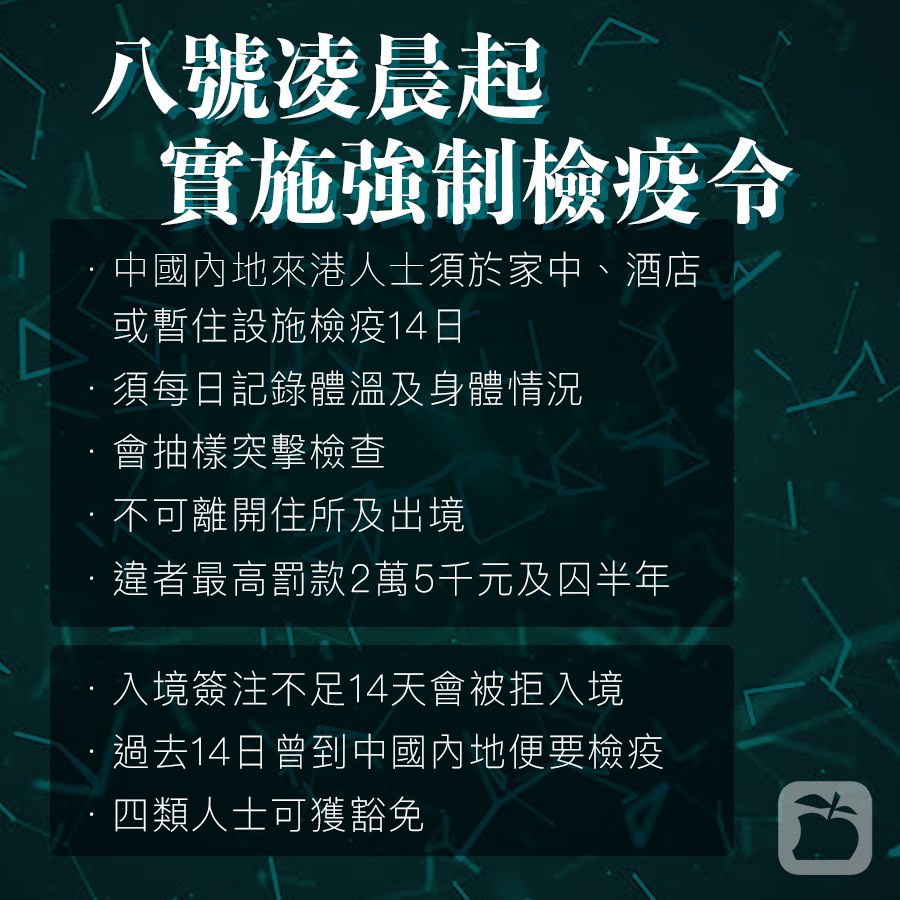 八號凌晨起
實施強制檢疫令
· 中國內地來港人士須於家中、酒店
或暫住設施檢疫14日
· 須每日記錄體溫及身體情況
· 會抽樣突擊檢查
· 不可離開住所及出境
· 違者最高罰款2萬5千元及囚半年
· 入境簽注不足14天會被拒入境
· 過去14日曾到中國內地便要檢疫
· 四類人士可獲豁免